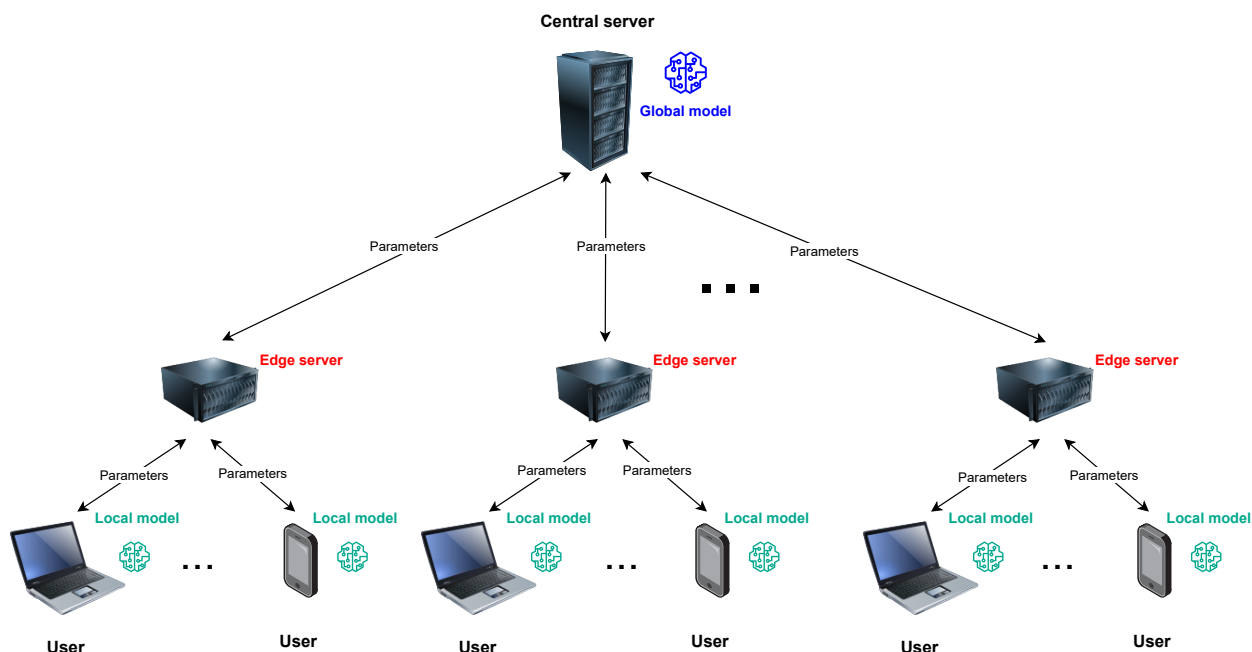 Central server
Global model
Parameters
Parameters
Parameters
Edge server
Edge server
Edge server
Parameters
Parameters
Parameters
Parameters
Parameters
Parameters
Local model
Local model
Local model
Local model
Local model
Local model
User
User
User
User
User
User